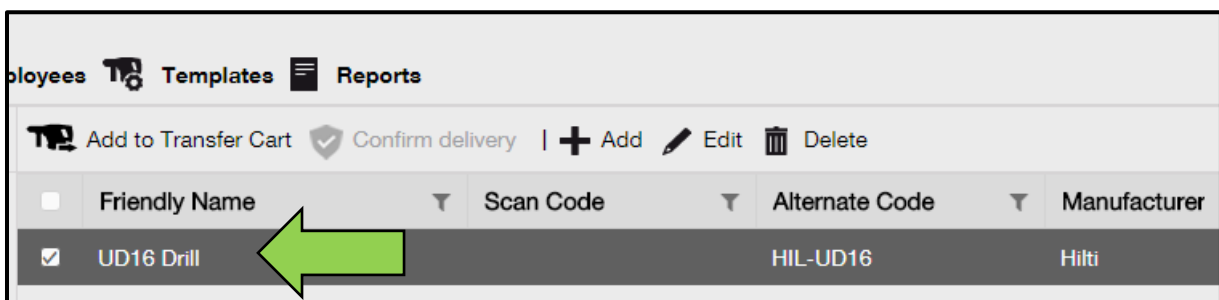 ployees Templates Reports
Add to Transfer Cart Confirm delivery | Add Edit Delete
Friendly Name Scan Code Alternate Code Manufacturer
UD16 Drill HIL-UD16 Hilti